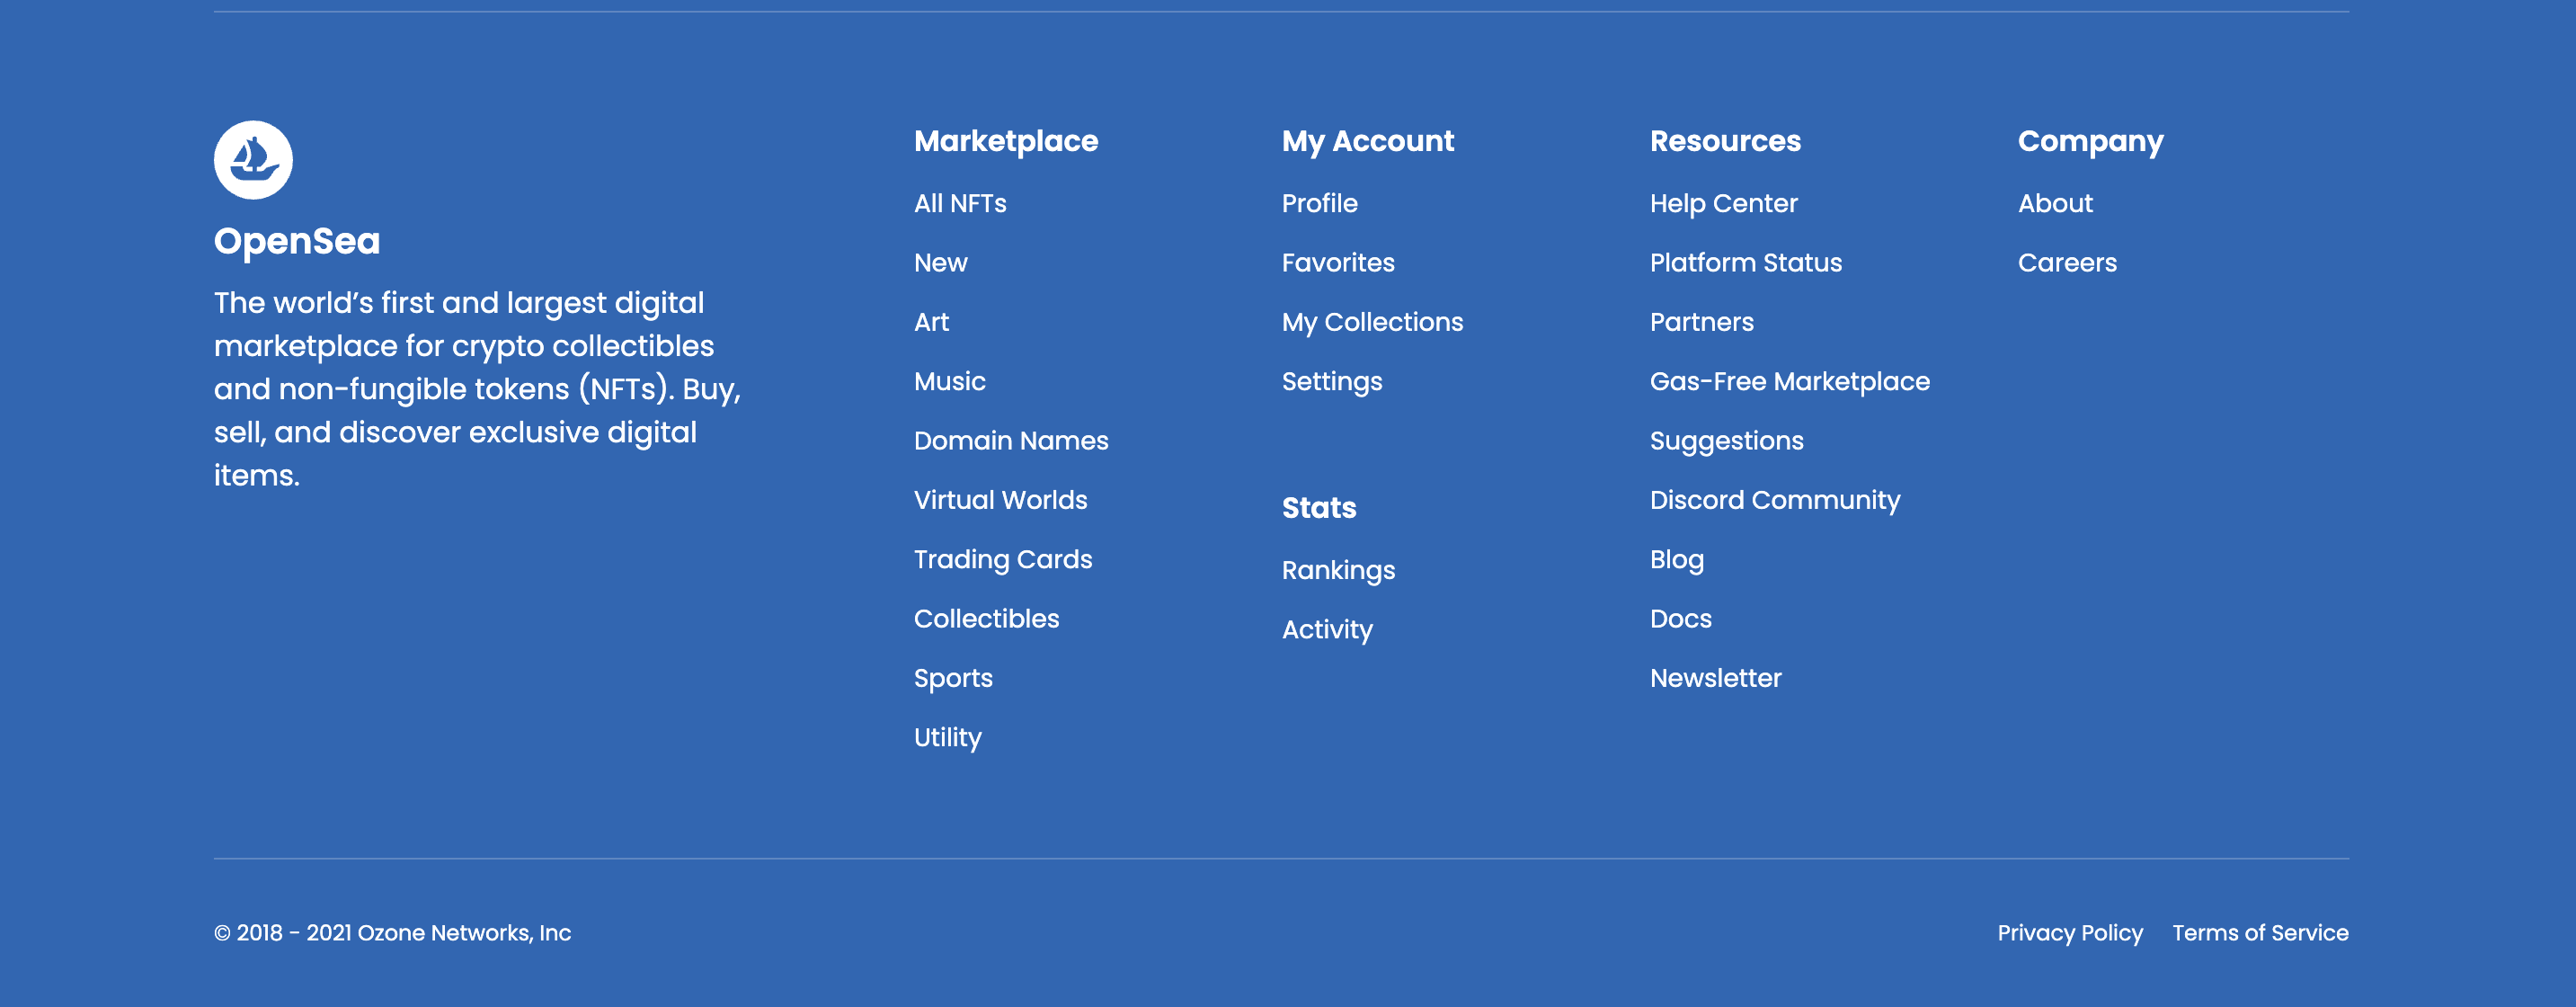 OpenSea
The world’s first and largest digital
marketplace for crypto collectibles
and non-fungible tokens (NFTs). Buy,
sell, and discover exclusive digital
items.
Marketplace
All NFTs
New
Art
Music
Domain Names
Virtual Worlds
Trading Cards
Collectibles
Sports
Utility
My Account
Profile
Favorites
My Collections
Settings
Stats
Rankings
Activity
Resources
Help Center
Platform Status
Partners
Gas-Free Marketplace
Suggestions
Discord Community
Blog
Docs
Newsletter
Company
About
Careers
© 2018 - 2021 Ozone Networks, Inc
Privacy Policy
Terms of Service